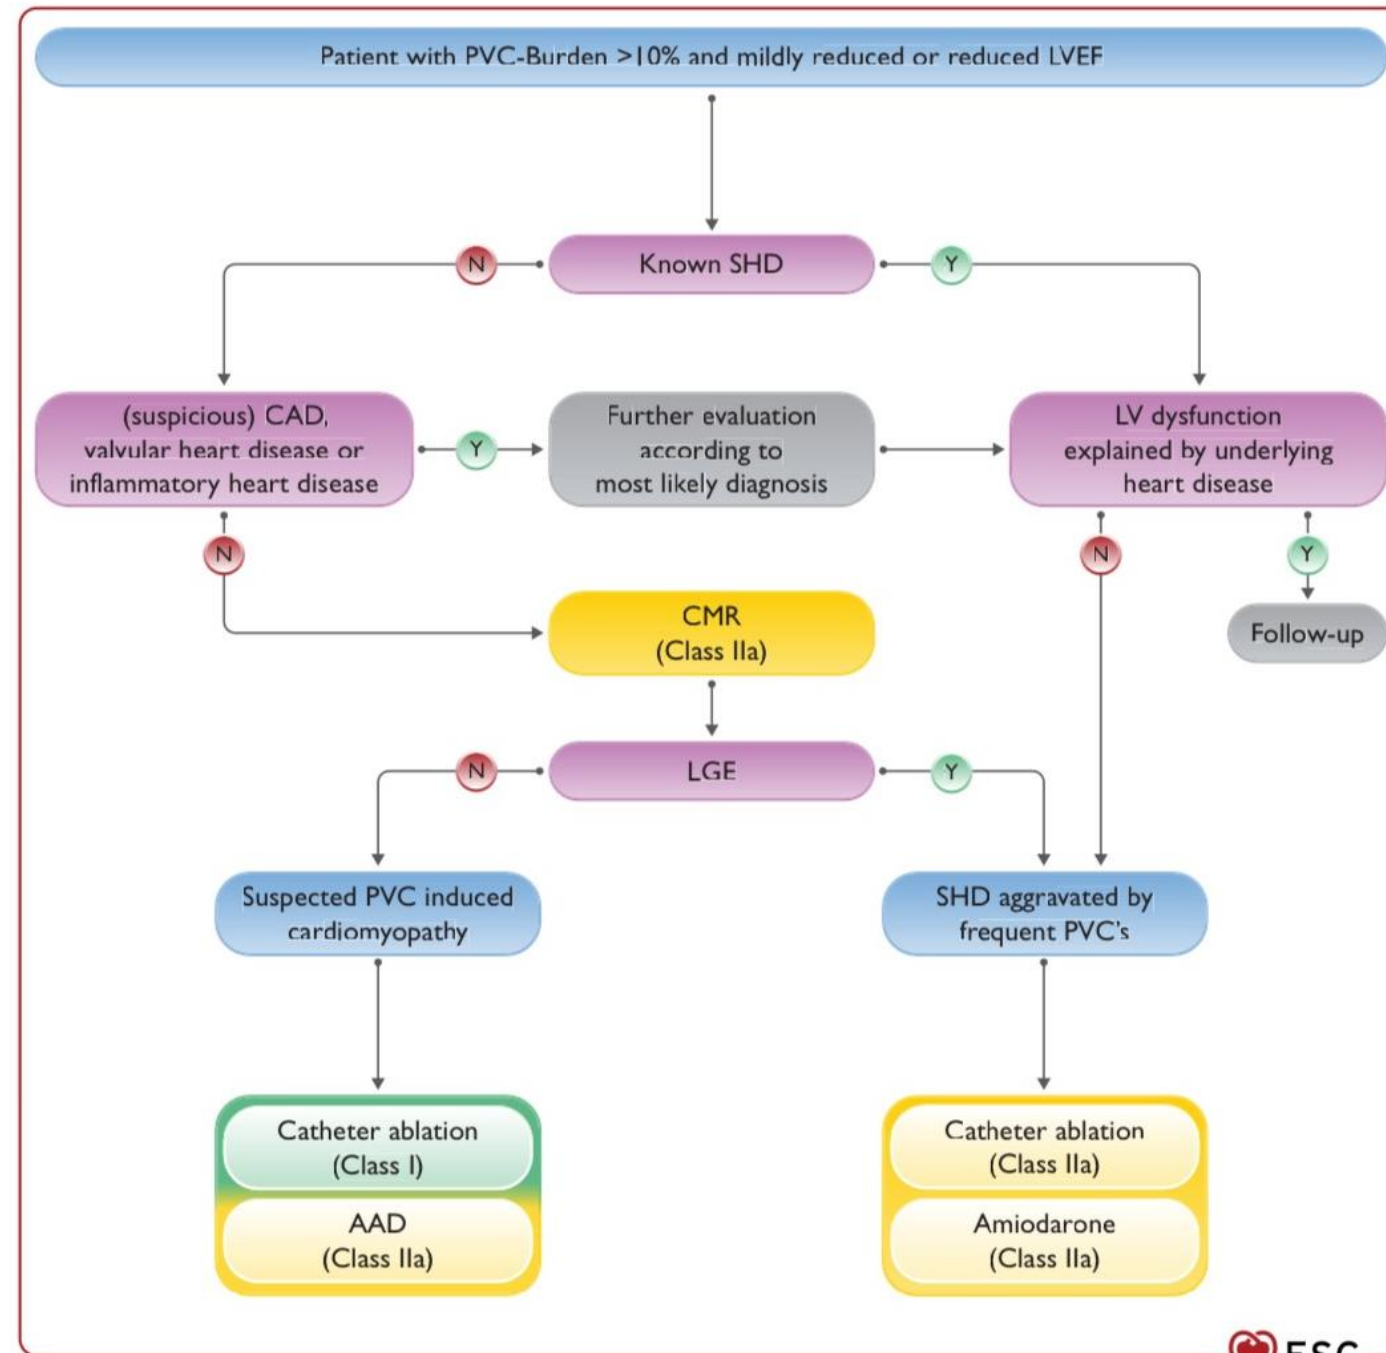 Patient with PVC-Burden >10% and mildly reduced or reduced LVEF
N
Known SHD
Y
(suspicious) CAD,
valvular heart disease or
inflammatory heart disease
Y
Further evaluation
according to
most likely diagnosis
LV dysfunction
explained by underlying
heart disease
N
N
Y
CMR
(Class IIa)
Follow-up
N
LGE
Y
Suspected PVC induced
cardiomyopathy
SHD aggravated by
frequent PVC's
Catheter ablation
(Class I)
AAD
(Class IIa)
Catheter ablation
(Class IIa)
Amiodarone
(Class IIa)
ESC